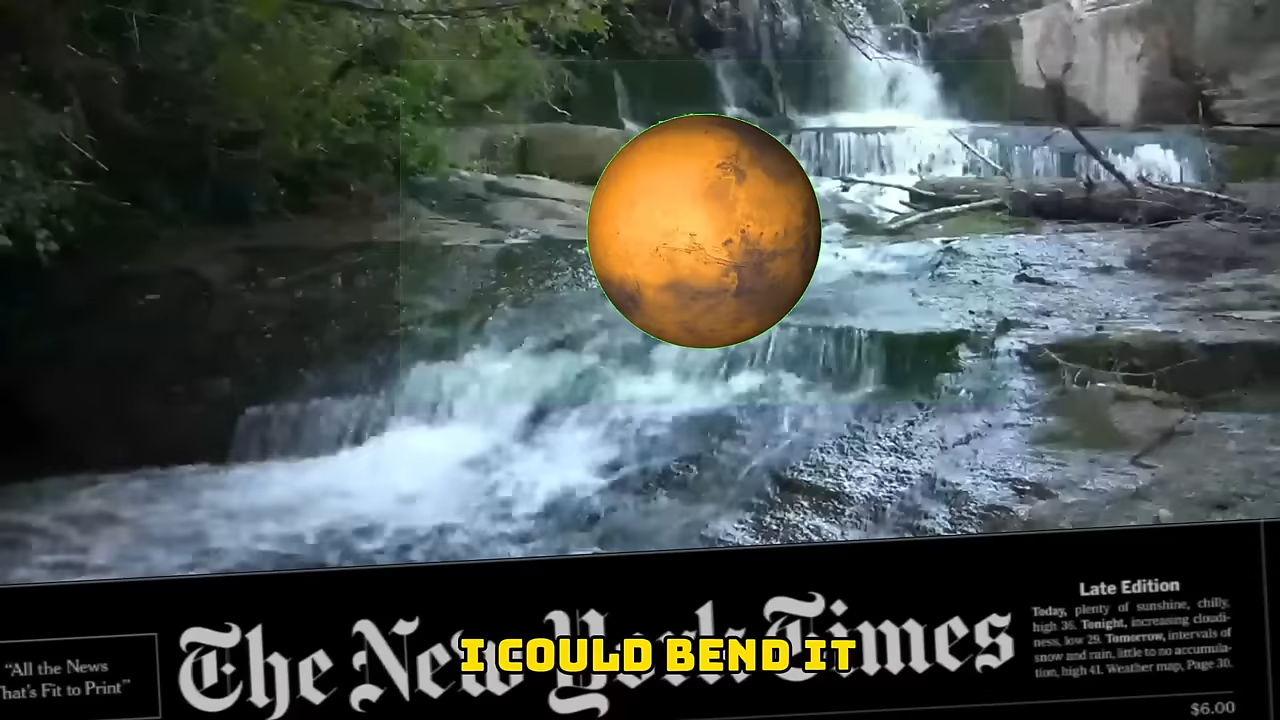 "All the News
hat's Fit to Print"
The New York Times
I COULD BEND IT
Late Edition
Today, plenty of sunshine, chilly,
high 36. Tonight, increasing cloudi-
ness, low 29. Tomorrow, intervals of
snow and rain, little to no accumula-
tion, high 41. Weather map, Page 30.
$6.00